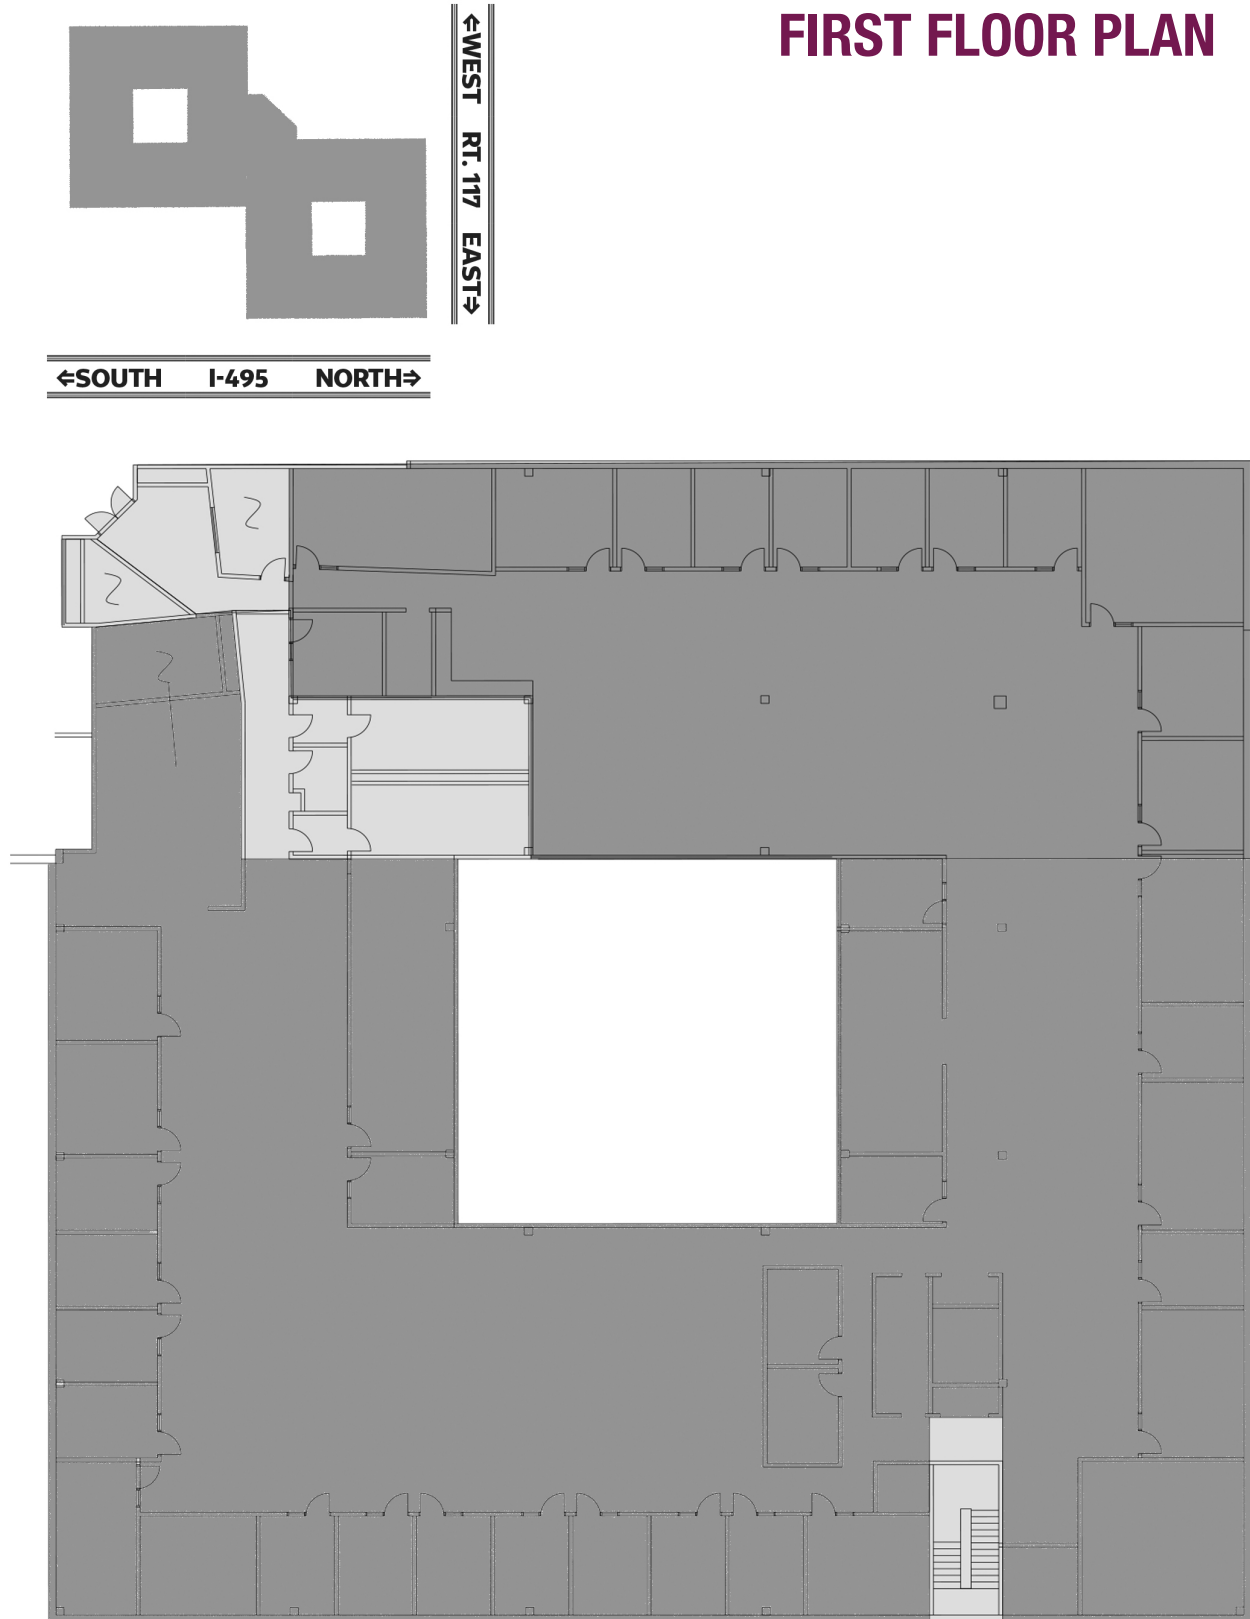 FIRST FLOOR PLAN
⇐WEST RT. 117 EAST⇒
⇐SOUTH I-495 NORTH⇒